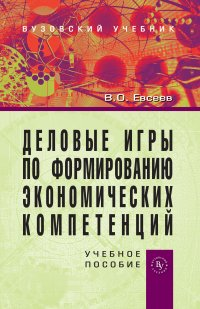 ВУЗОВСКИЙ УЧЕБНИК
В.О. Евсеев
ДЕЛОВЫЕ ИГРЫ
ПО ФОРМИРОВАНИЮ
ЭКОНОМИЧЕСКИХ
КОМПЕТЕНЦИЙ
УЧЕБНОЕ
ПОСОБИЕ